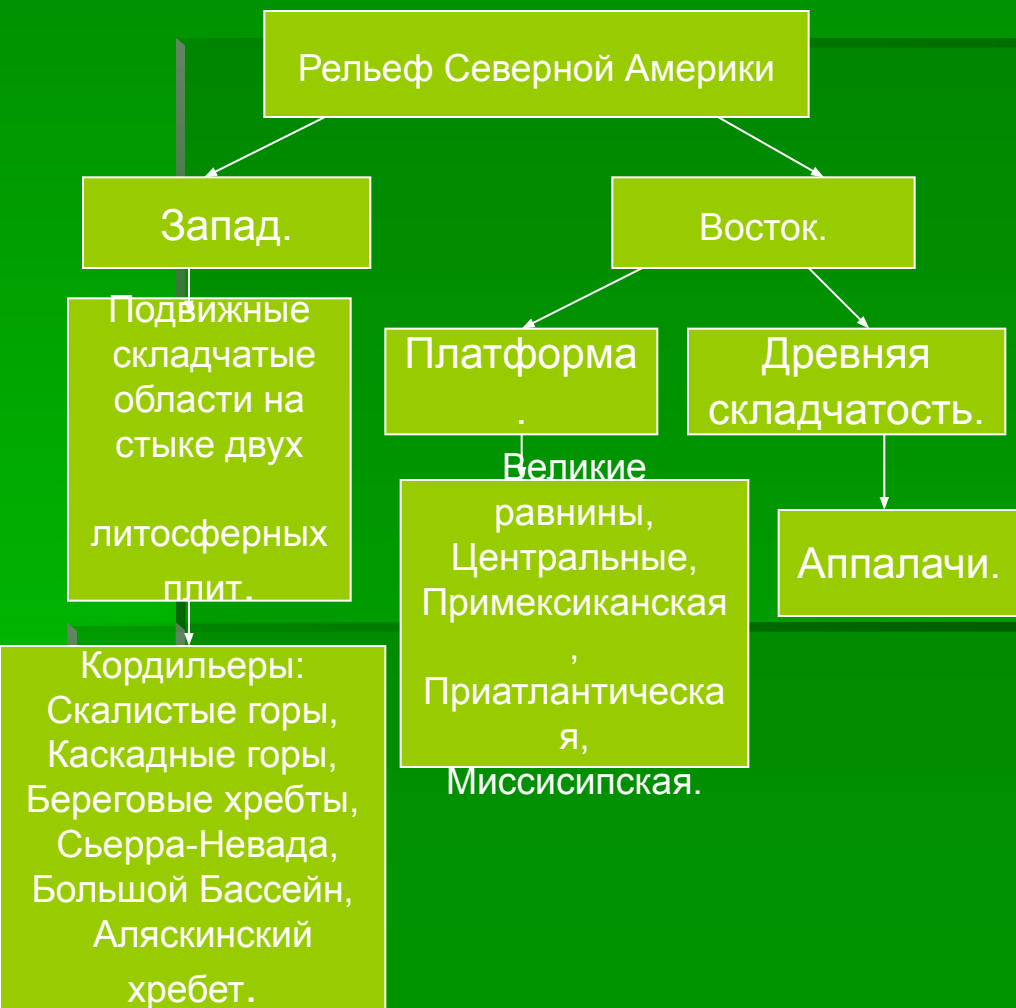 Рельеф Северной Америки
Запад.
Восток.
Подвижные
складчатые
области на
стыке двух
литосферных
плит.
Платформа
.
Древняя
складчатость.
Великие
равнины,
Центральные,
Примексиканская
,
Приатлантическа
я,
Миссисипская.
Аппалачи.
Кордильеры:
Скалистые горы,
Каскадные горы,
Береговые хребты,
Сьерра-Невада,
Большой Бассейн,
Аляскинский
хребет.